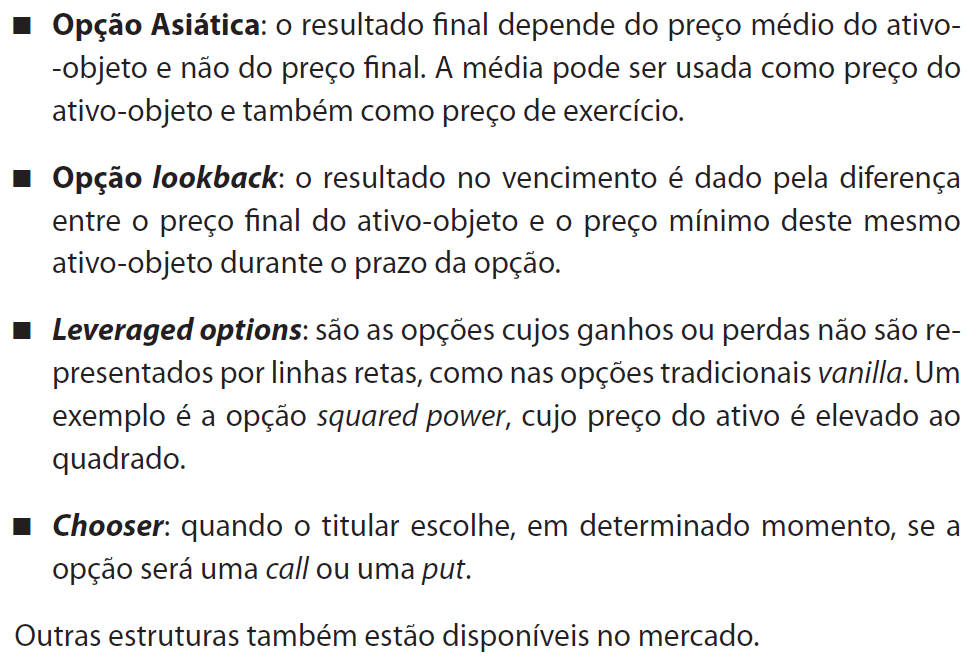 ■ Opção Asiática: o resultado final depende do preço médio do ativo-
-objeto e não do preço final. A média pode ser usada como preço do
ativo-objeto e também como preço de exercício.
■ Opção lookback: o resultado no vencimento é dado pela diferença
entre o preço final do ativo-objeto e o preço mínimo deste mesmo
ativo-objeto durante o prazo da opção.
■ Leveraged options: são as opções cujos ganhos ou perdas não são re-
presentados por linhas retas, como nas opções tradicionais vanilla. Um
exemplo é a opção squared power, cujo preço do ativo é elevado ao
quadrado.
■ Chooser: quando o titular escolhe, em determinado momento, se a
opção será uma call ou uma put.
Outras estruturas também estão disponíveis no mercado.